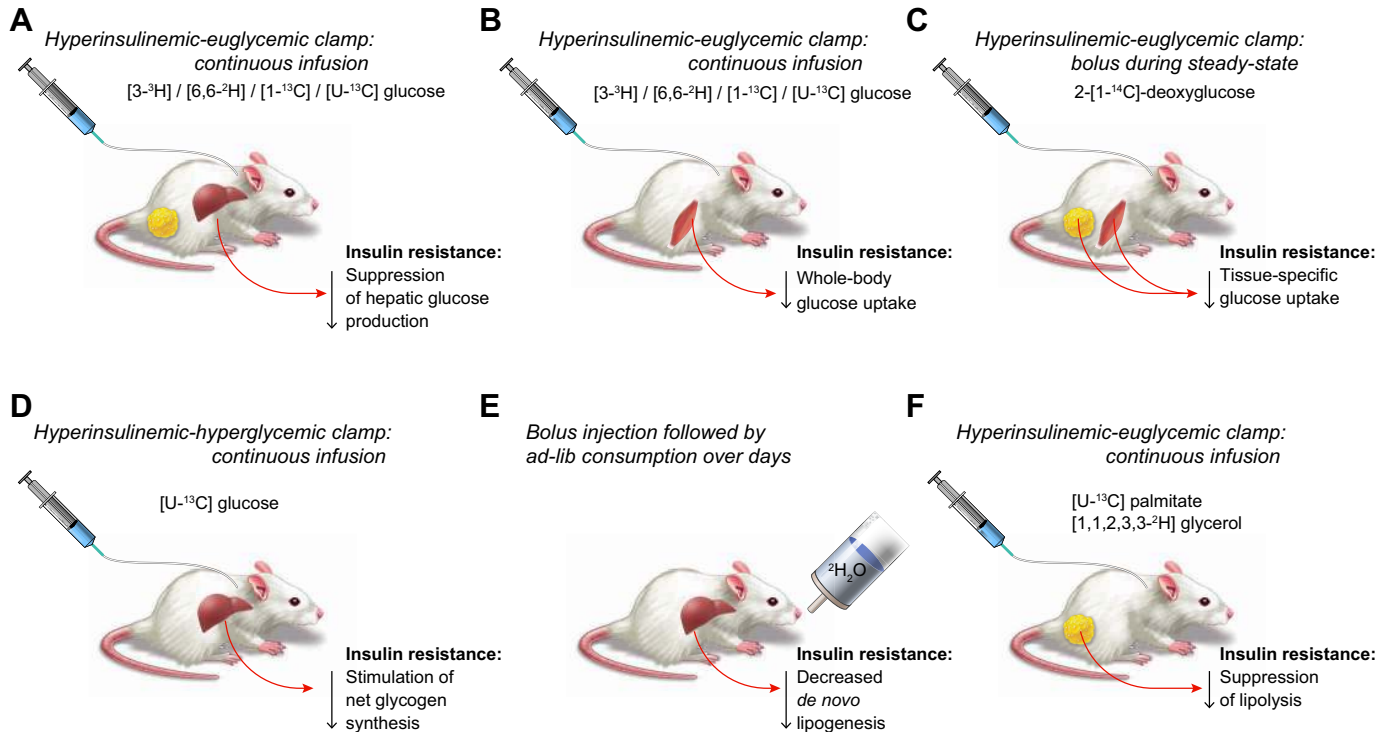 A
Hyperinsulinemic-euglycemic clamp:
continuous infusion
[3-³H] / [6,6-²H] / [1-¹³C] / [U-¹³C] glucose
Insulin resistance:
↓ Suppression
of hepatic glucose
production
B
Hyperinsulinemic-euglycemic clamp:
continuous infusion
[3-³H] / [6,6-²H] / [1-¹³C] / [U-¹³C] glucose
Insulin resistance:
↓ Whole-body
glucose uptake
C
Hyperinsulinemic-euglycemic clamp:
bolus during steady-state
2-[1-¹⁴C]-deoxyglucose
Insulin resistance:
↓ Tissue-specific
glucose uptake
D
Hyperinsulinemic-hyperglycemic clamp:
continuous infusion
[U-¹³C] glucose
Insulin resistance:
↓ Stimulation of
net glycogen
synthesis
E
Bolus injection followed by
ad-lib consumption over days
²H₂O
Insulin resistance:
↓ Decreased
de novo
lipogenesis
F
Hyperinsulinemic-euglycemic clamp:
continuous infusion
[U-¹³C] palmitate
[1,1,2,3,3-²H] glycerol
Insulin resistance:
↓ Suppression
of lipolysis